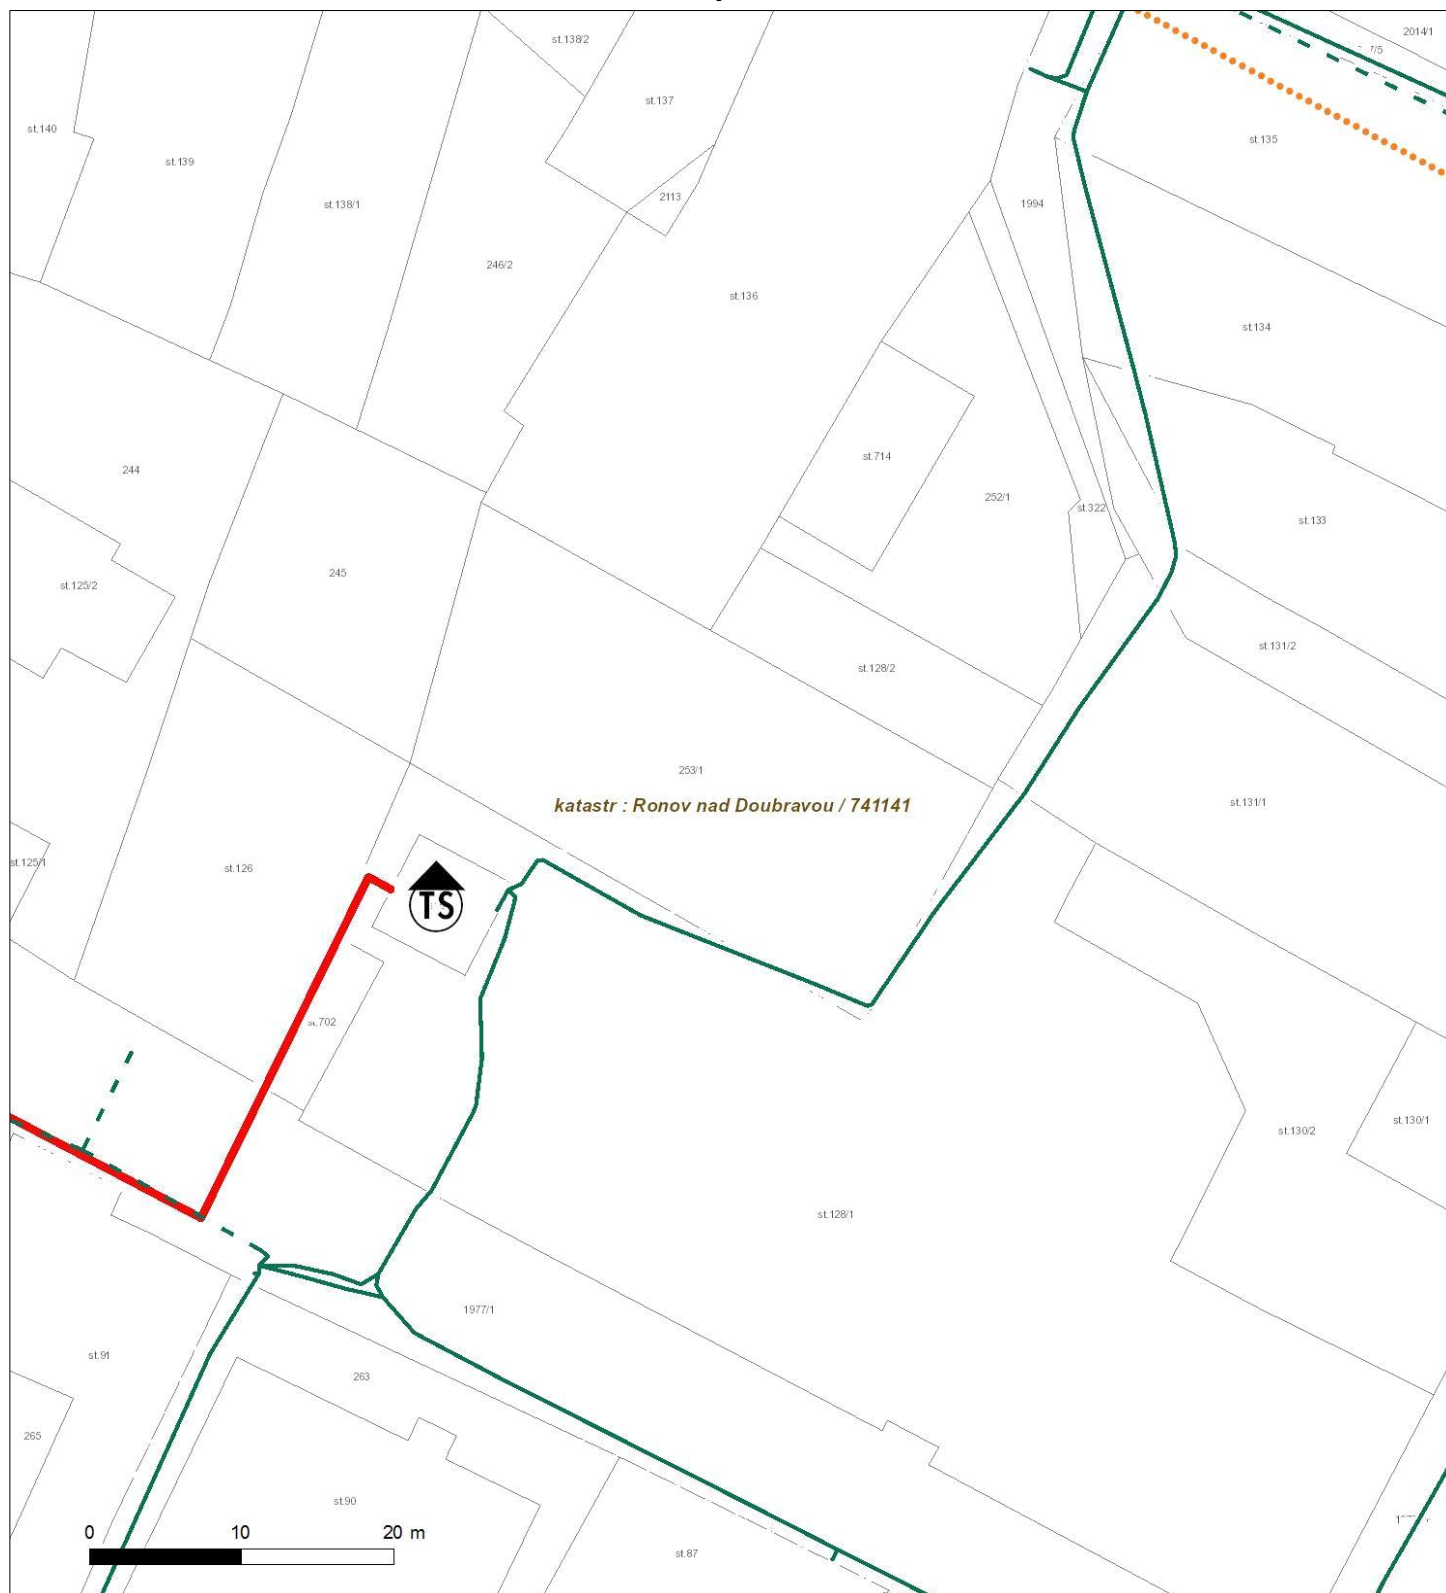 st.138/2
2014/1
7/5
st.137
st.140
st.135
st.139
2113
st.138/1
1994
246/2
st.136
st.134
st.714
244
252/1
st.322
st.133
245
st.125/2
st.131/2
st.128/2
253/1
katastr : Ronov nad Doubravou / 741141
st.131/1
st.125/1
st.126
TS
st.702
st.130/1
st.130/2
st.128/1
1977/1
st.91
263
265
st.90
0 10 20 m
st.87